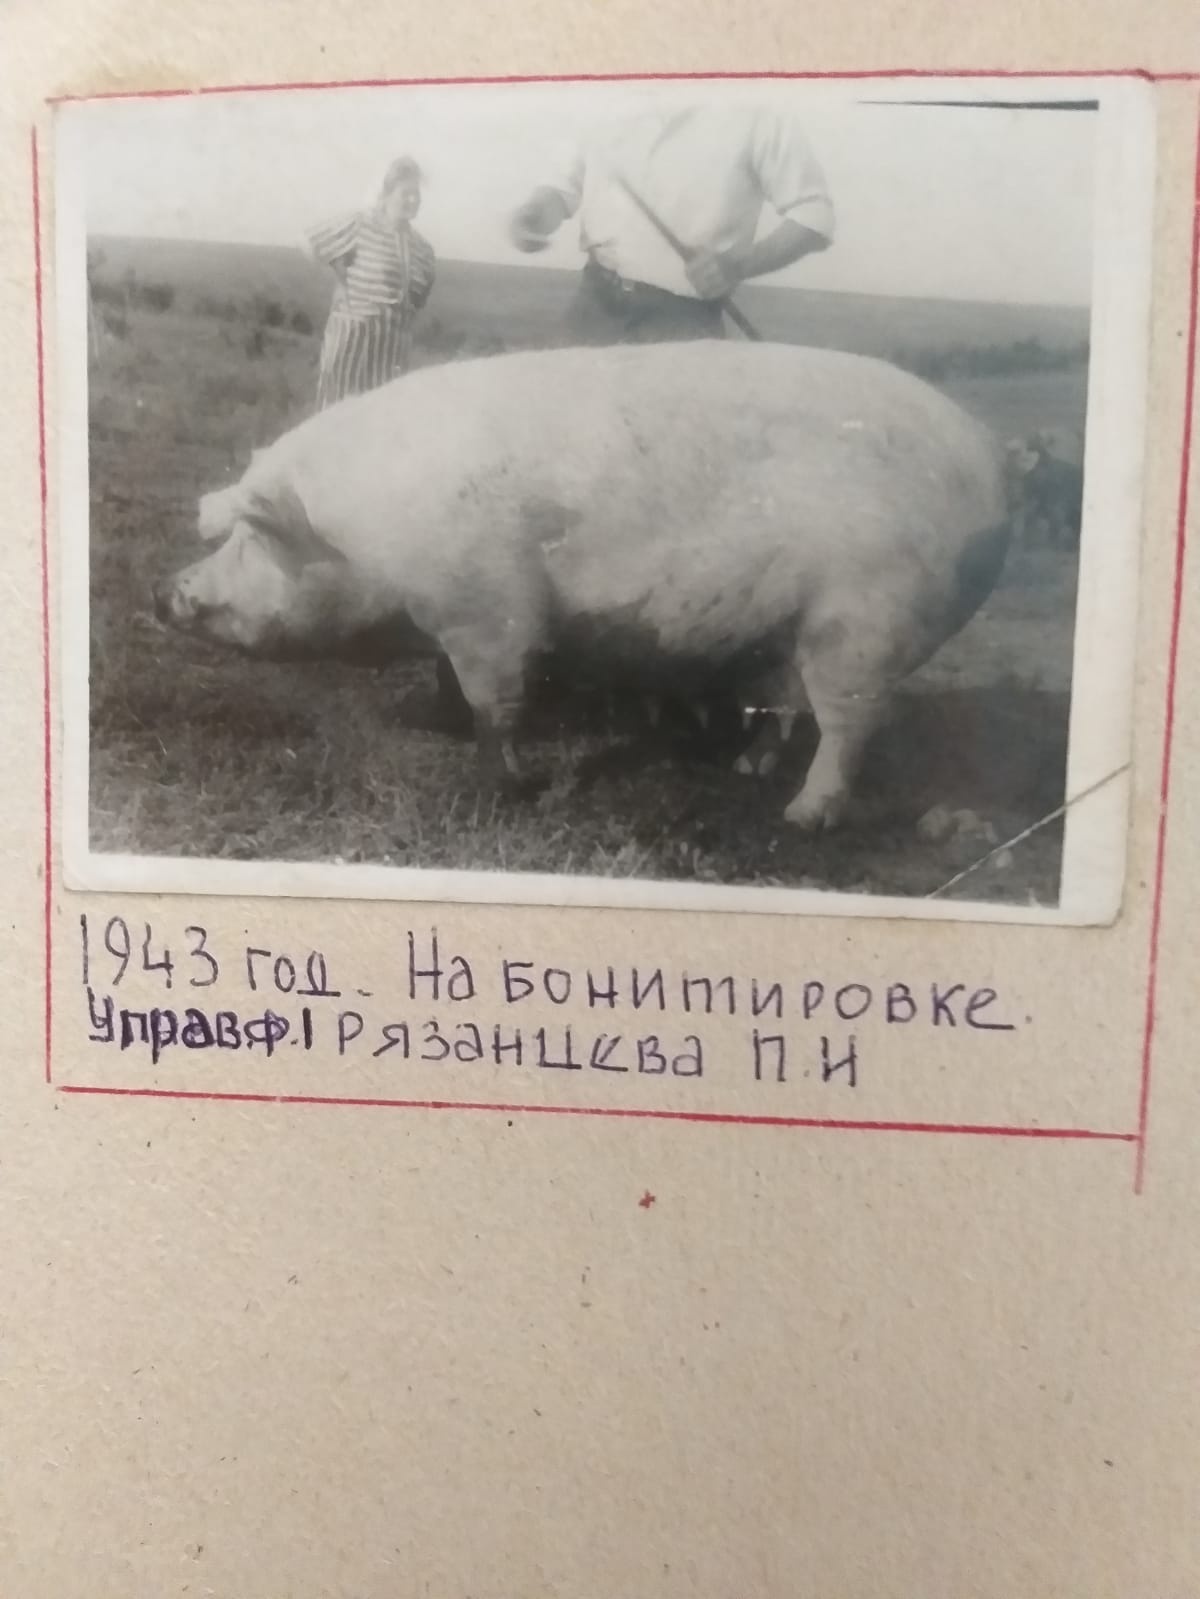 1943 год. На бонитировке.
Управ.ф.1 Рязанцева П.И